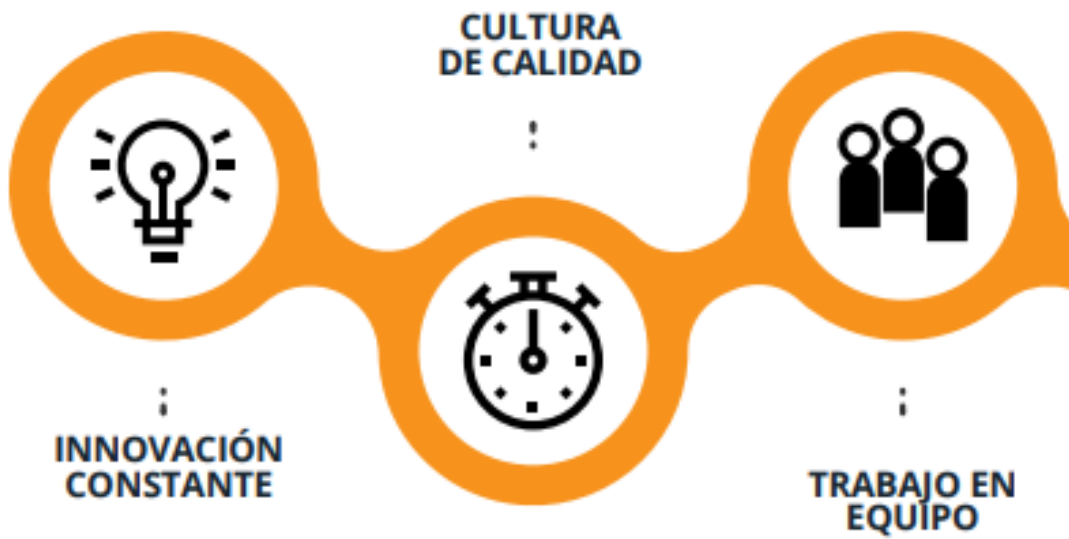 CULTURA
DE CALIDAD
INNOVACIÓN
CONSTANTE
TRABAJO EN
EQUIPO